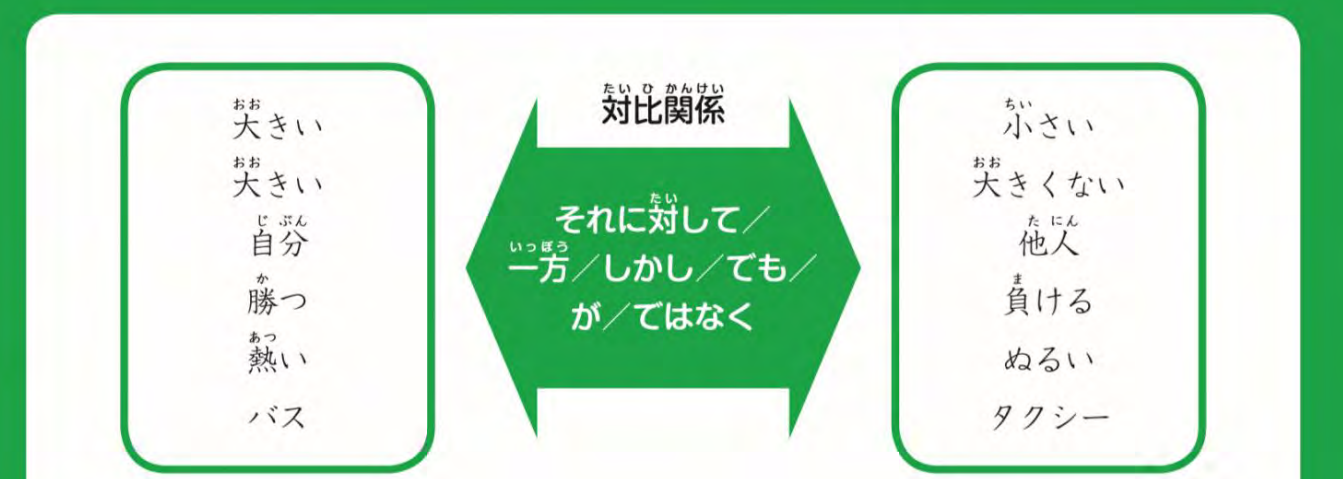 大きい
大きい
自分
勝つ
熱い
バス
対比関係
それに対して／
一方／しかし／でも／
が／ではなく
小さい
大きくない
他人
負ける
ぬるい
タクシー